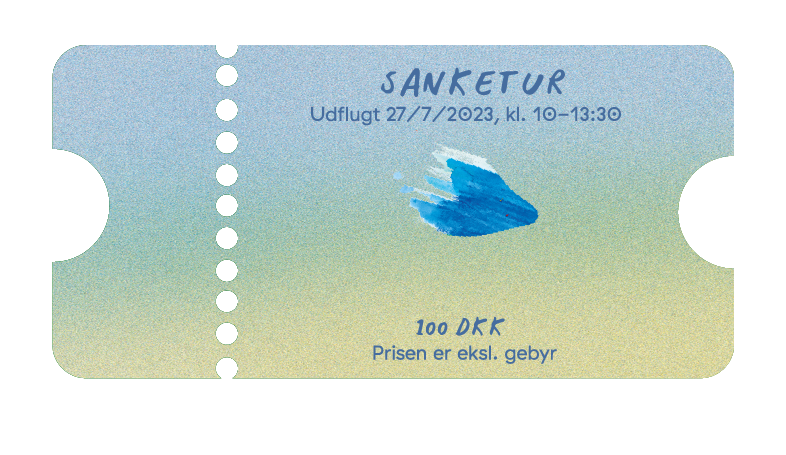 SANKETUR
Udflugt 27/7/2023, kl. 10–13:30
100 DKK
Prisen er eksl. gebyr